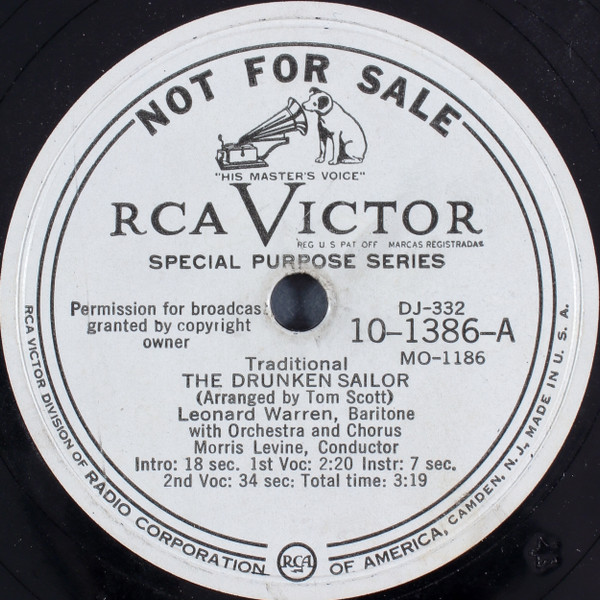 NOT FOR SALE
"HIS MASTER'S VOICE"
RCA VICTOR
REG U S PAT OFF MARCAS REGISTRADAS
SPECIAL PURPOSE SERIES
Permission for broadcas
granted by copyright
owner
DJ-332
10-1386-A
MO-1186
Traditional
THE DRUNKEN SAILOR
(Arranged by Tom Scott)
Leonard Warren, Baritone
with Orchestra and Chorus
Morris Levine, Conductor
Intro: 18 sec. 1st Voc: 2:20 Instr: 7 sec.
2nd Voc: 34 sec: Total time: 3:19
RCA VICTOR DIVISION OF RADIO CORPORATION OF AMERICA, CAMDEN, N.J., MADE IN U.S.A.
RCA